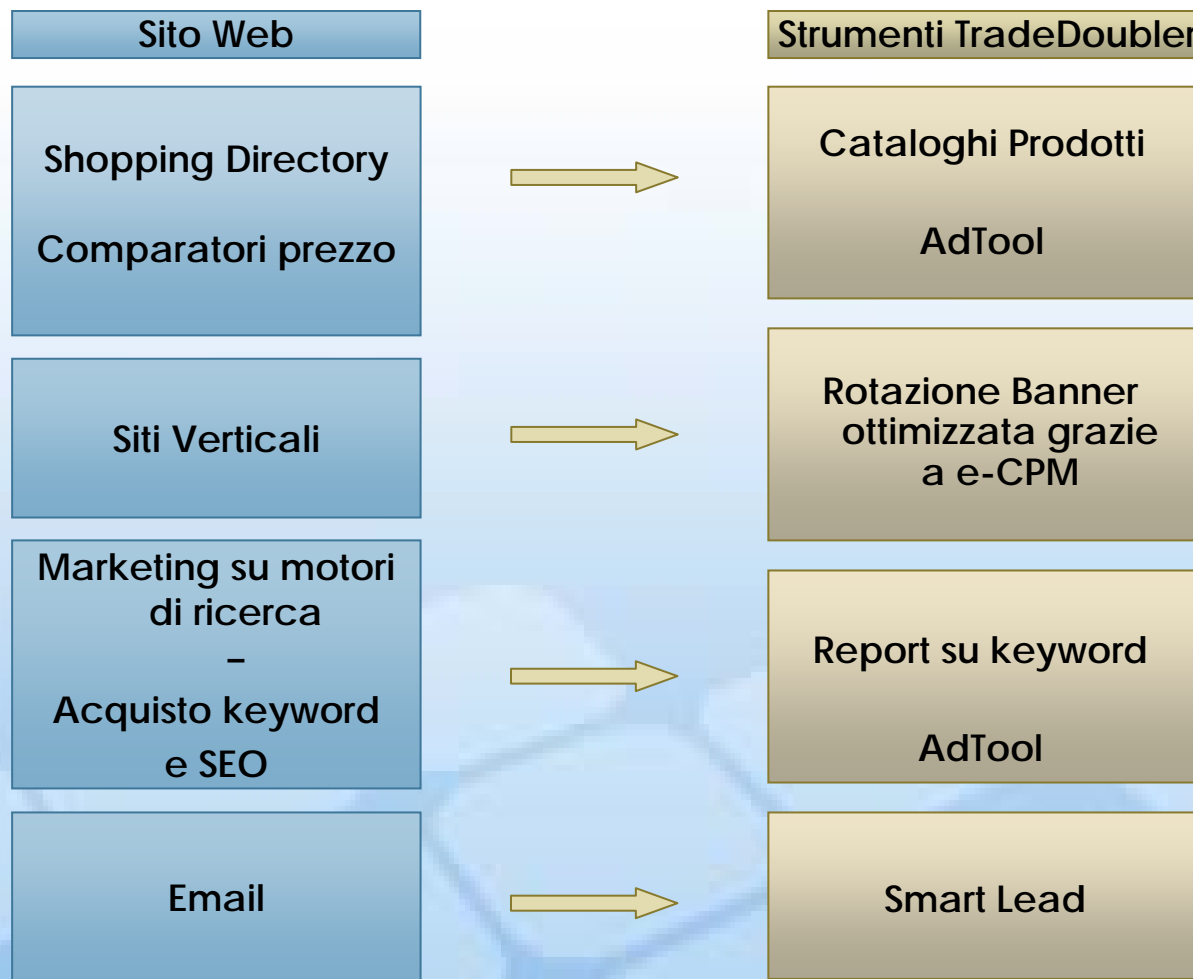 Sito Web
Strumenti TradeDoubler
Shopping Directory
Comparatori prezzo
Cataloghi Prodotti
AdTool
Siti Verticali
Rotazione Banner
ottimizzata grazie
a e-CPM
Marketing su motori
di ricerca
–
Acquisto keyword
e SEO
Report su keyword
AdTool
Email
Smart Lead